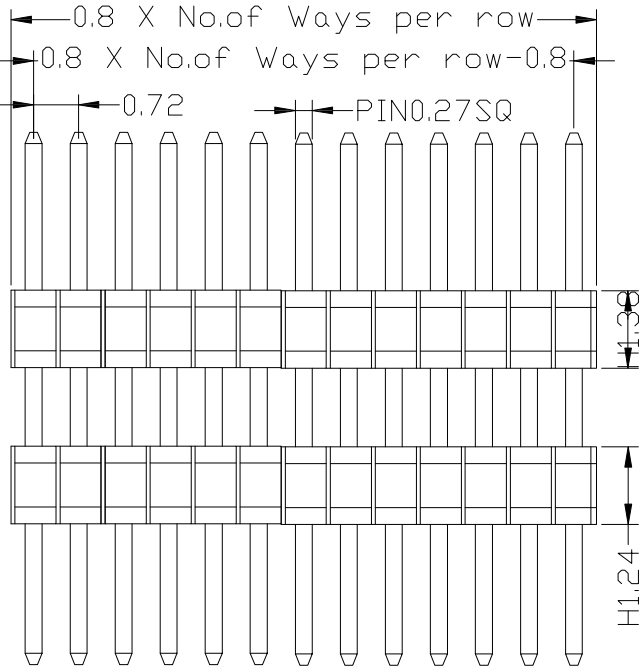 0.8 X No.of Ways per row
0.8 X No.of Ways per row-0.8
0.72
PIN0.27SQ
1.38
H1.24